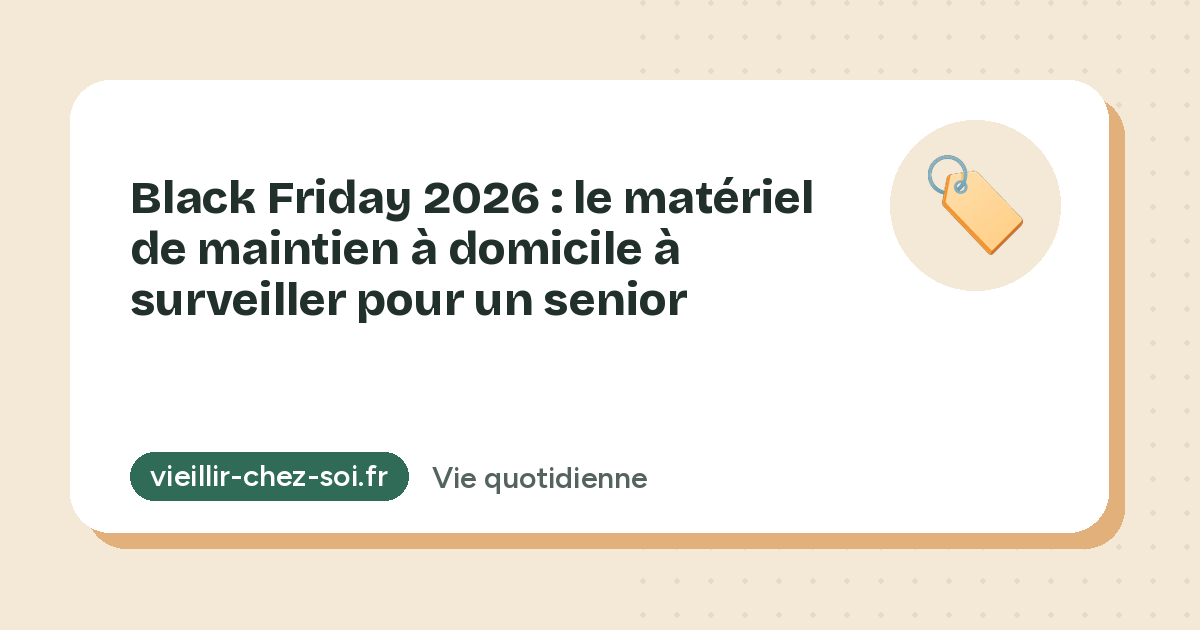 Black Friday 2026 : le matériel
de maintien à domicile à
surveiller pour un senior
vieillir-chez-soi.fr
Vie quotidienne